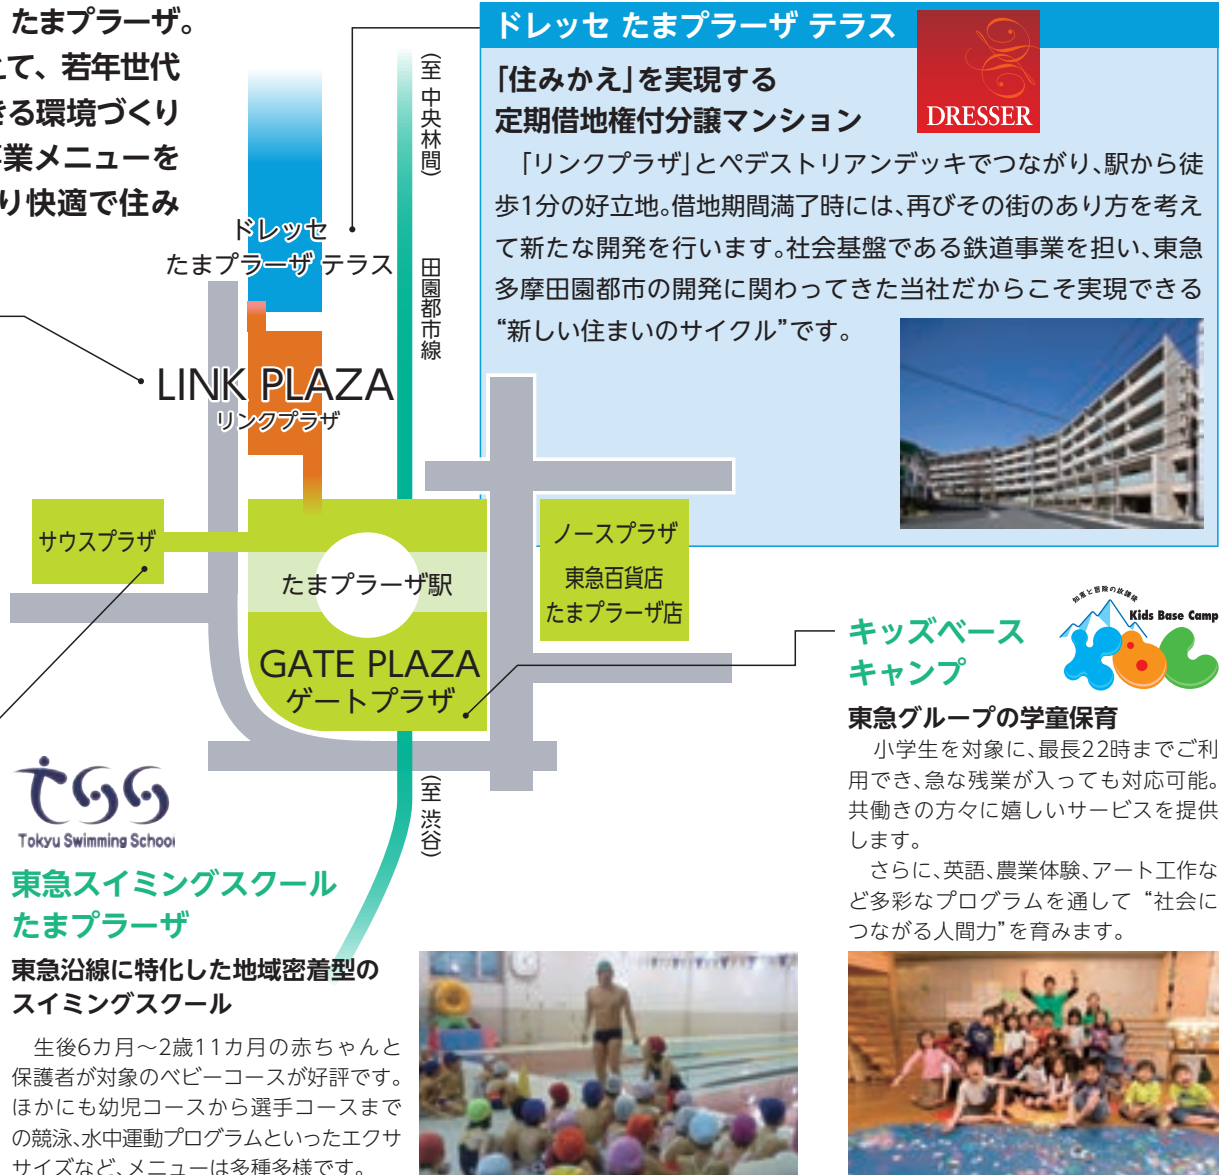 たまプラーザ。
えて、若年世代
きる環境づくり
事業メニューを
り快適で住み
ドレッセ たまプラーザ テラス
DRESSER
「住みかえ」を実現する
定期借地権付分譲マンション
「リンクプラザ」とペデストリアンデッキでつながり、駅から徒
歩1分の好立地。借地期間満了時には、再びその街のあり方を考え
て新たな開発を行います。社会基盤である鉄道事業を担い、東急
多摩田園都市の開発に関わってきた当社だからこそ実現できる
“新しい住まいのサイクル”です。
(至 中央林間)
田園都市線
ドレッセ
たまプラーザ テラス
LINK PLAZA
リンクプラザ
サウスプラザ
たまプラーザ駅
ノースプラザ
東急百貨店
たまプラーザ店
GATE PLAZA
ゲートプラザ
(至 渋谷)
知恵と冒険の放課後
Kids Base Camp
キッズベース
キャンプ
東急グループの学童保育
小学生を対象に、最長22時までご利
用でき、急な残業が入っても対応可能。
共働きの方々に嬉しいサービスを提供
します。
さらに、英語、農業体験、アート工作な
ど多彩なプログラムを通して“社会に
つながる人間力”を育みます。
Tokyu Swimming School
東急スイミングスクール
たまプラーザ
東急沿線に特化した地域密着型の
スイミングスクール
生後6カ月～2歳11カ月の赤ちゃんと
保護者が対象のベビーコースが好評です。
ほかにも幼児コースから選手コースまで
の競泳、水中運動プログラムといったエクサ
サイズなど、メニューは多種多様です。